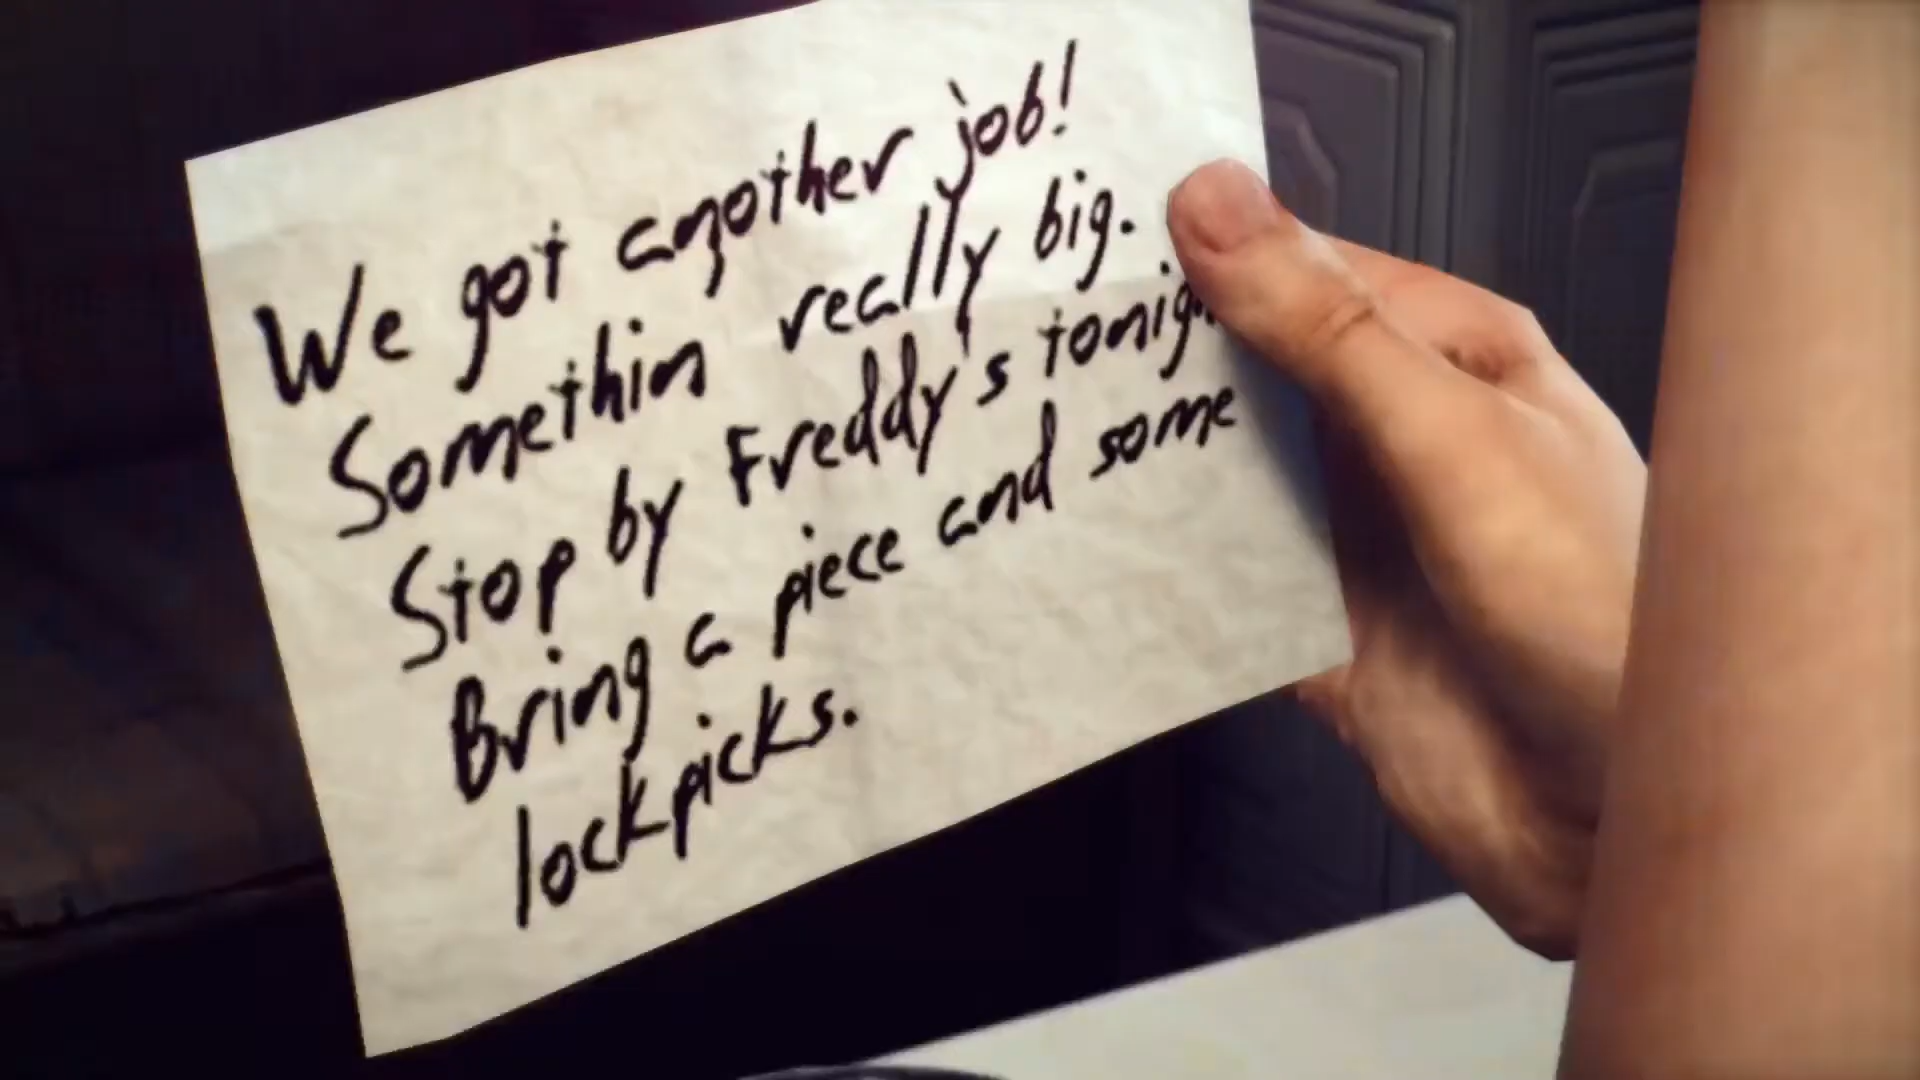 We got another job!
Somethin really big.
Stop by Freddy's
Bring a piece and some
lockpicks.